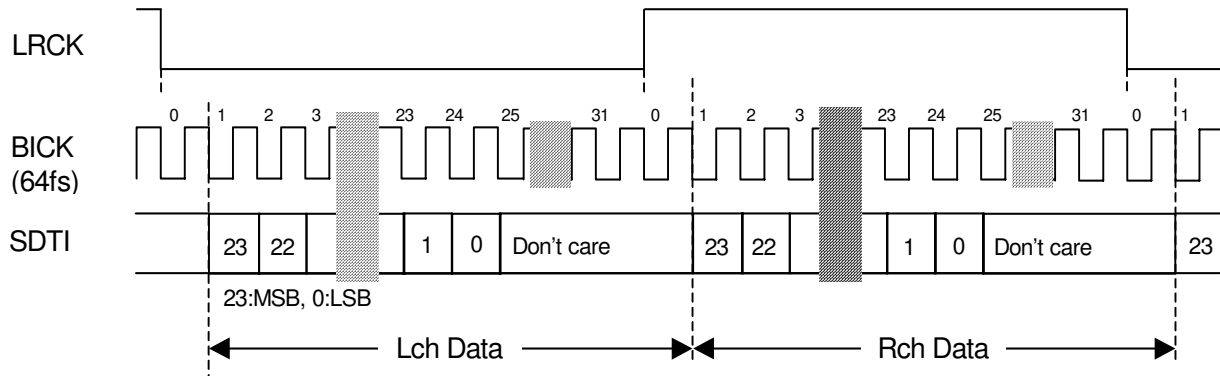 LRCK
0 1 2 3 23 24 25 31 0 1 2 3 23 24 25 31 0 1
BICK
(64fs)
SDTI 23 22 1 0 Don't care 23 22 1 0 Don't care 23
23:MSB, 0:LSB
Lch Data Rch Data